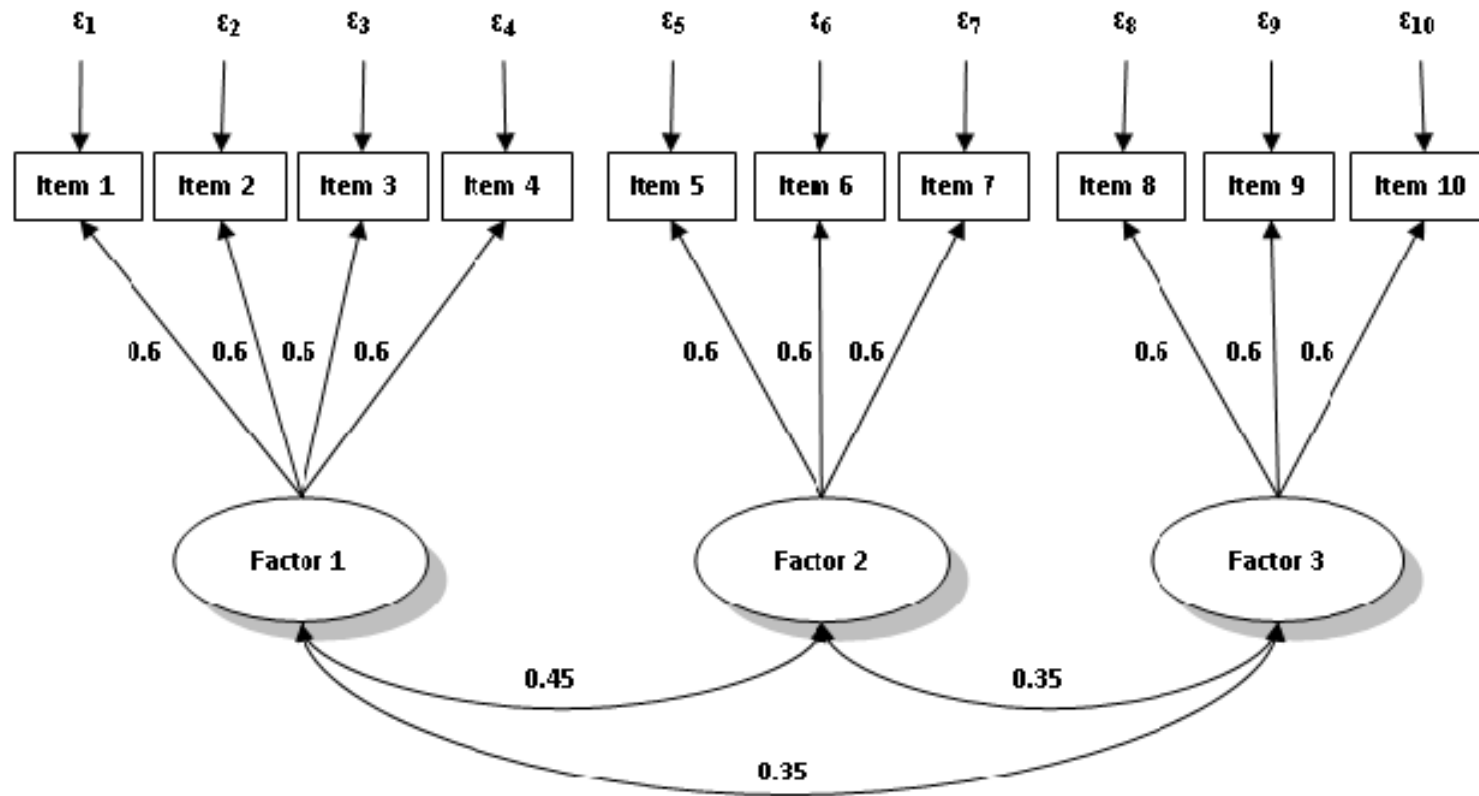 ε1 ε2 ε3 ε4 ε5 ε6 ε7 ε8 ε9 ε10
Item 1 Item 2 Item 3 Item 4 Item 5 Item 6 Item 7 Item 8 Item 9 Item 10
0.6 0.6 0.6 0.6 0.6 0.6 0.6 0.6 0.6 0.6
Factor 1 Factor 2 Factor 3
0.45 0.35
0.35